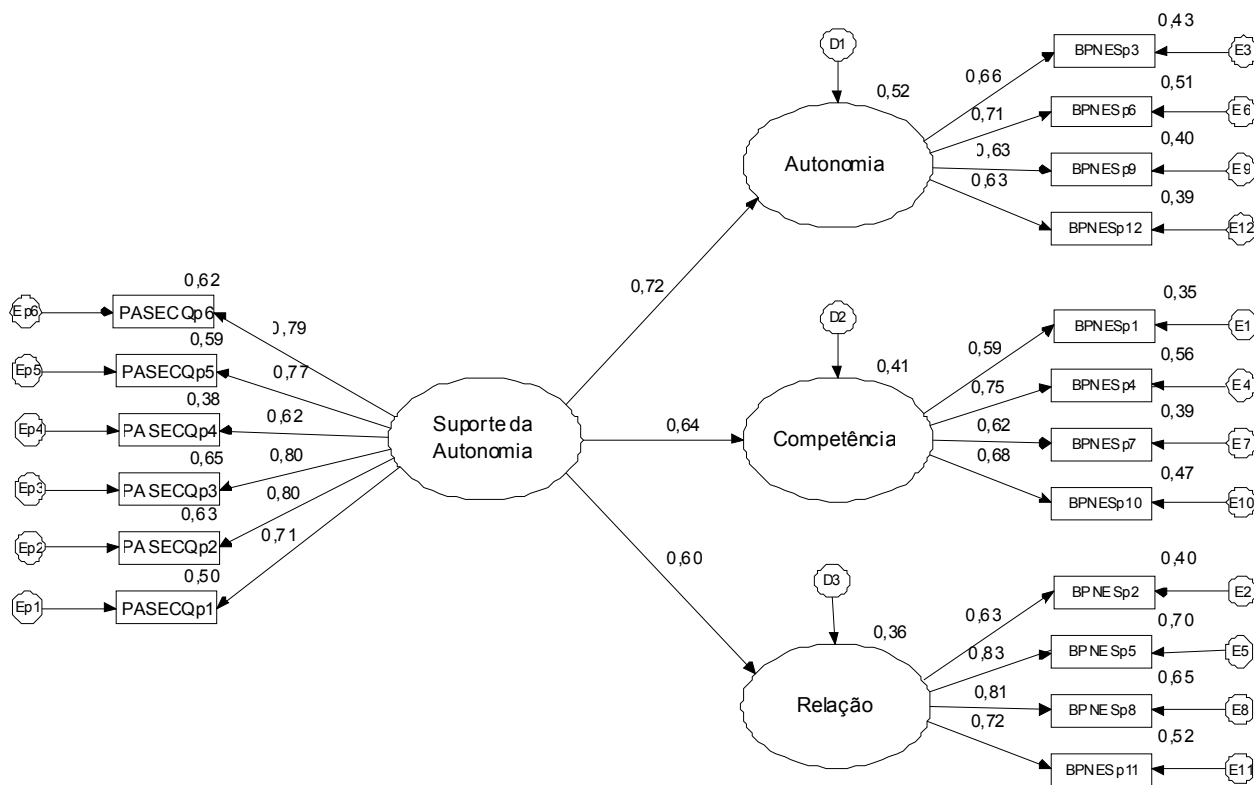 0,43
D1
BPNESp3
E3
0,66
0,52
0,51
0,71
BPNESp6
E6
0,40
Autonomia
0,63
BPNESp9
E9
0,63
0,39
BPNESp12
E12
0,72
0,62
Ep6
PASECQp6
0,79
0,59
Ep5
PASECQp5
0,77
0,38
Ep4
PASECQp4
0,62
0,65
Ep3
PASECQp3
0,80
0,63
Ep2
PASECQp2
0,80
0,50
Ep1
PASECQp1
0,71
Suporte da
Autonomia
0,64
0,35
D2
BPNESp1
E1
0,59
0,41
0,56
0,75
BPNESp4
E4
0,39
Competência
0,62
BPNESp7
E7
0,68
0,47
BPNESp10
E10
0,60
0,40
D3
BPNESp2
E2
0,63
0,36
0,70
0,83
BPNESp5
E5
0,65
Relação
0,81
BPNESp8
E8
0,72
0,52
BPNESp11
E11